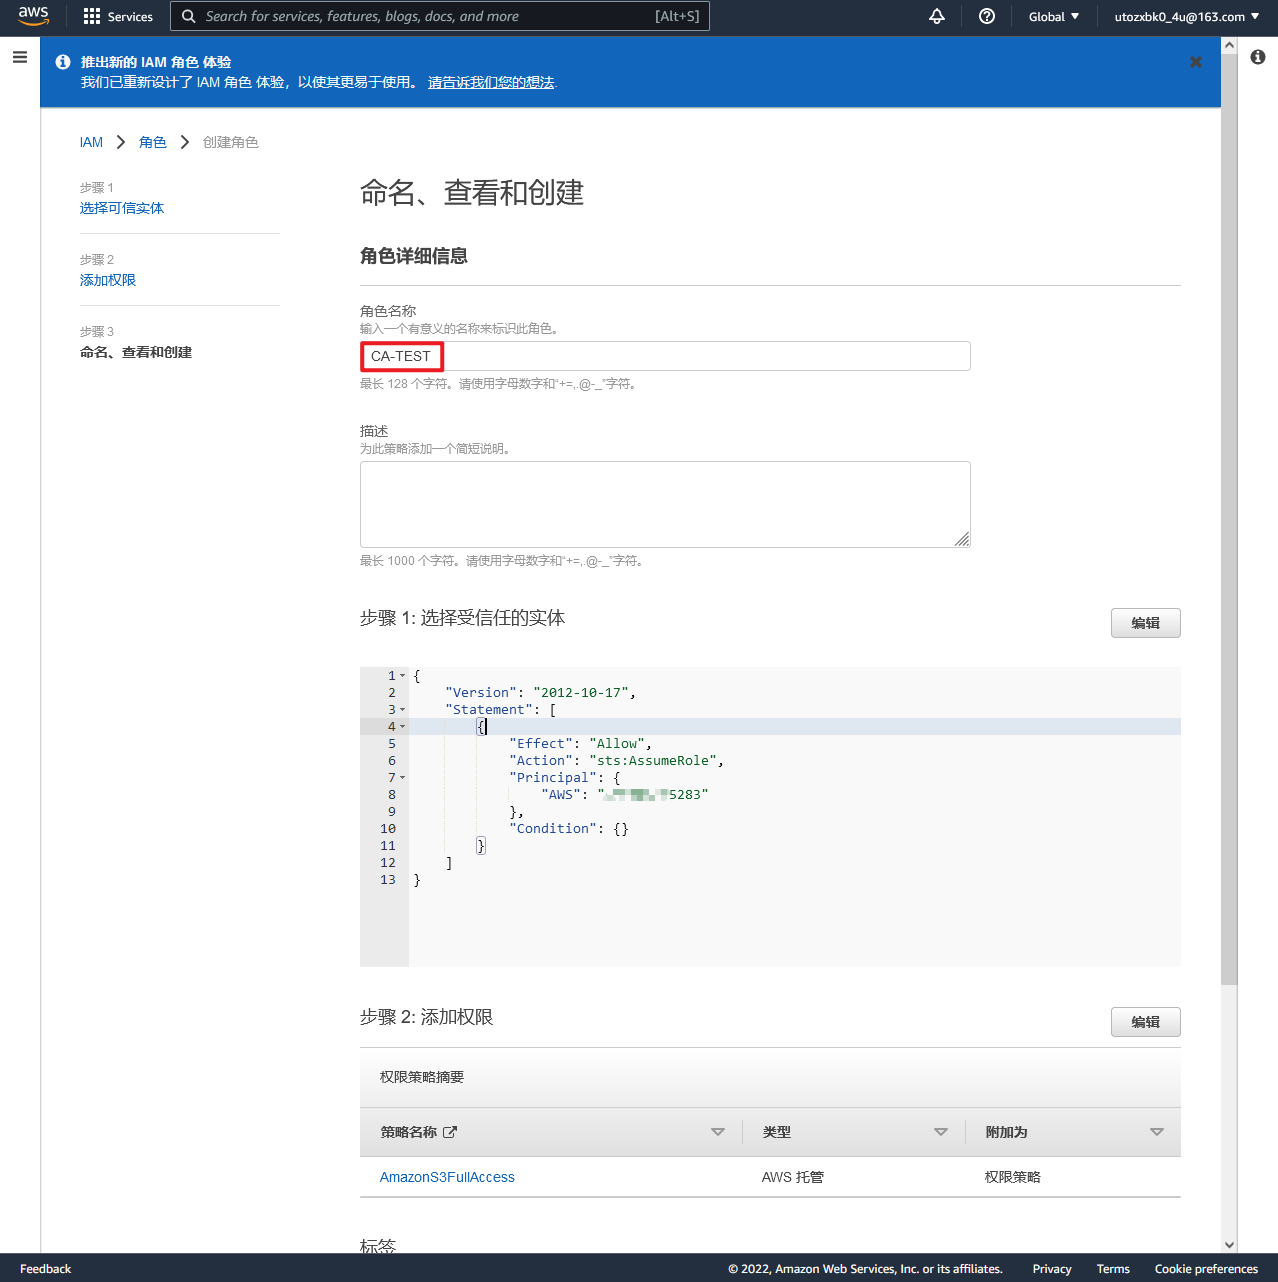 aws
Services
Search for services, features, blogs, docs, and more
[Alt+S]
Global
utozxbk0_4u@163.com
推出新的 IAM 角色 体验
我们已重新设计了 IAM 角色 体验，以使其更易于使用。 请告诉我们您的想法.
IAM
角色
创建角色
步骤 1
选择可信实体
步骤 2
添加权限
步骤 3
命名、查看和创建
命名、查看和创建
角色详细信息
角色名称
输入一个有意义的名称来标识此角色。
CA-TEST
最长 128 个字符。请使用字母数字和“+=,.@-_”字符。
描述
为此策略添加一个简短说明。
最长 1000 个字符。请使用字母数字和“+=,.@-_”字符。
步骤 1: 选择受信任的实体
编辑
1 {
2 "Version": "2012-10-17",
3 "Statement": [
4 {
5 "Effect": "Allow",
6 "Action": "sts:AssumeRole",
7 "Principal": {
8 "AWS": "5283"
9 },
10 "Condition": {}
11 }
12 ]
13 }
步骤 2: 添加权限
编辑
权限策略摘要
策略名称
类型
附加为
AmazonS3FullAccess
AWS 托管
权限策略
标签
Feedback
© 2022, Amazon Web Services, Inc. or its affiliates.
Privacy
Terms
Cookie preferences